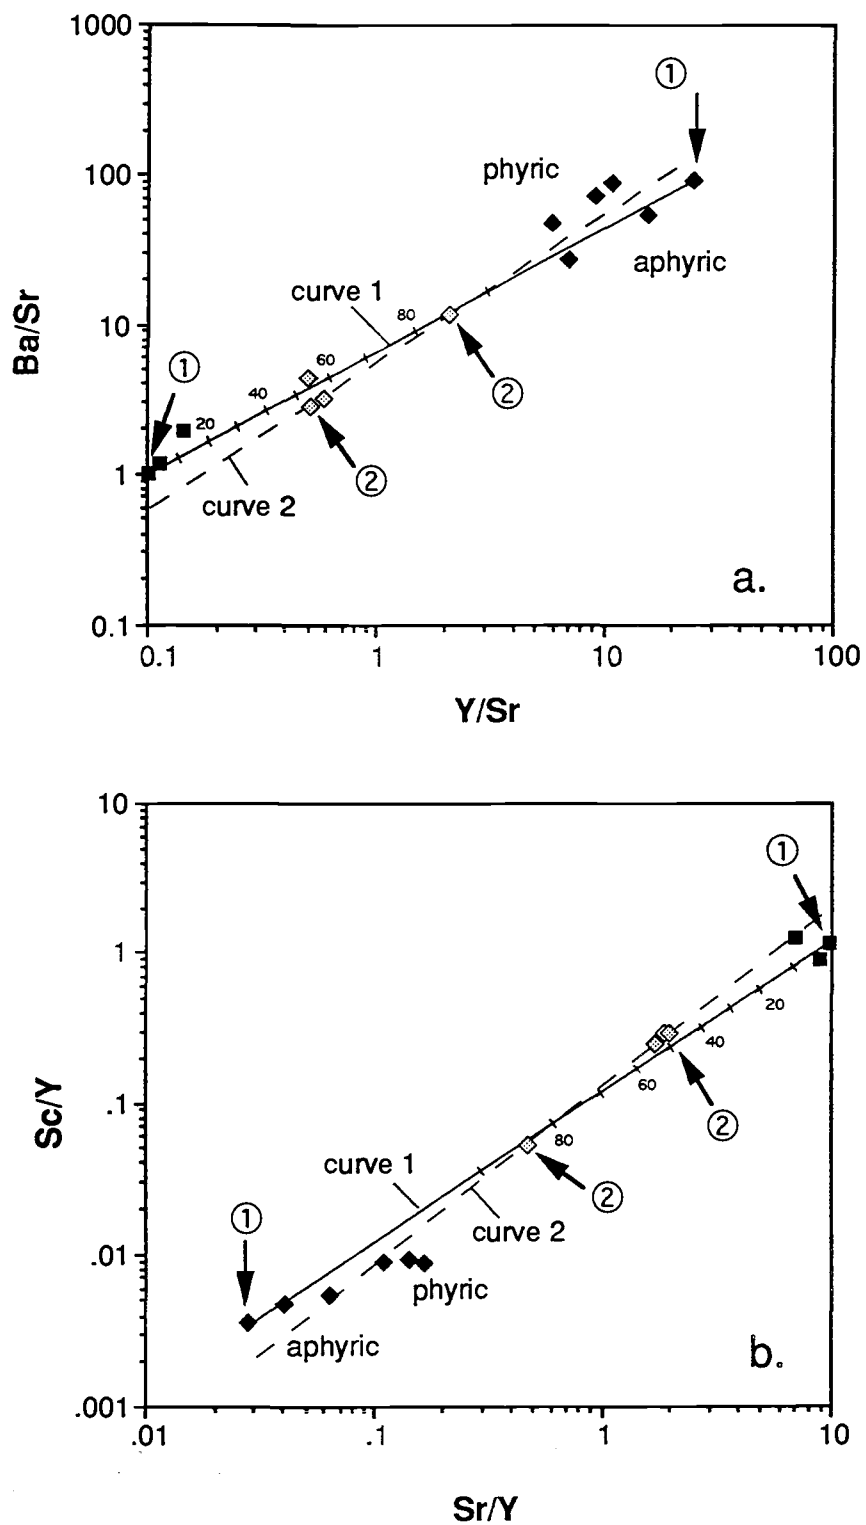 1000
①
100
phyric
aphyric
curve 1
Ba/Sr
10
80
60
①
②
40
20
1
②
curve 2
a.
0.1
0.1 1 10 100
Y/Sr
10
①
1
20
40
60
Sc/Y
.1
②
80
curve 1
②
①
curve 2
.01
phyric
aphyric
b.
.001
.01 .1 1 10
Sr/Y